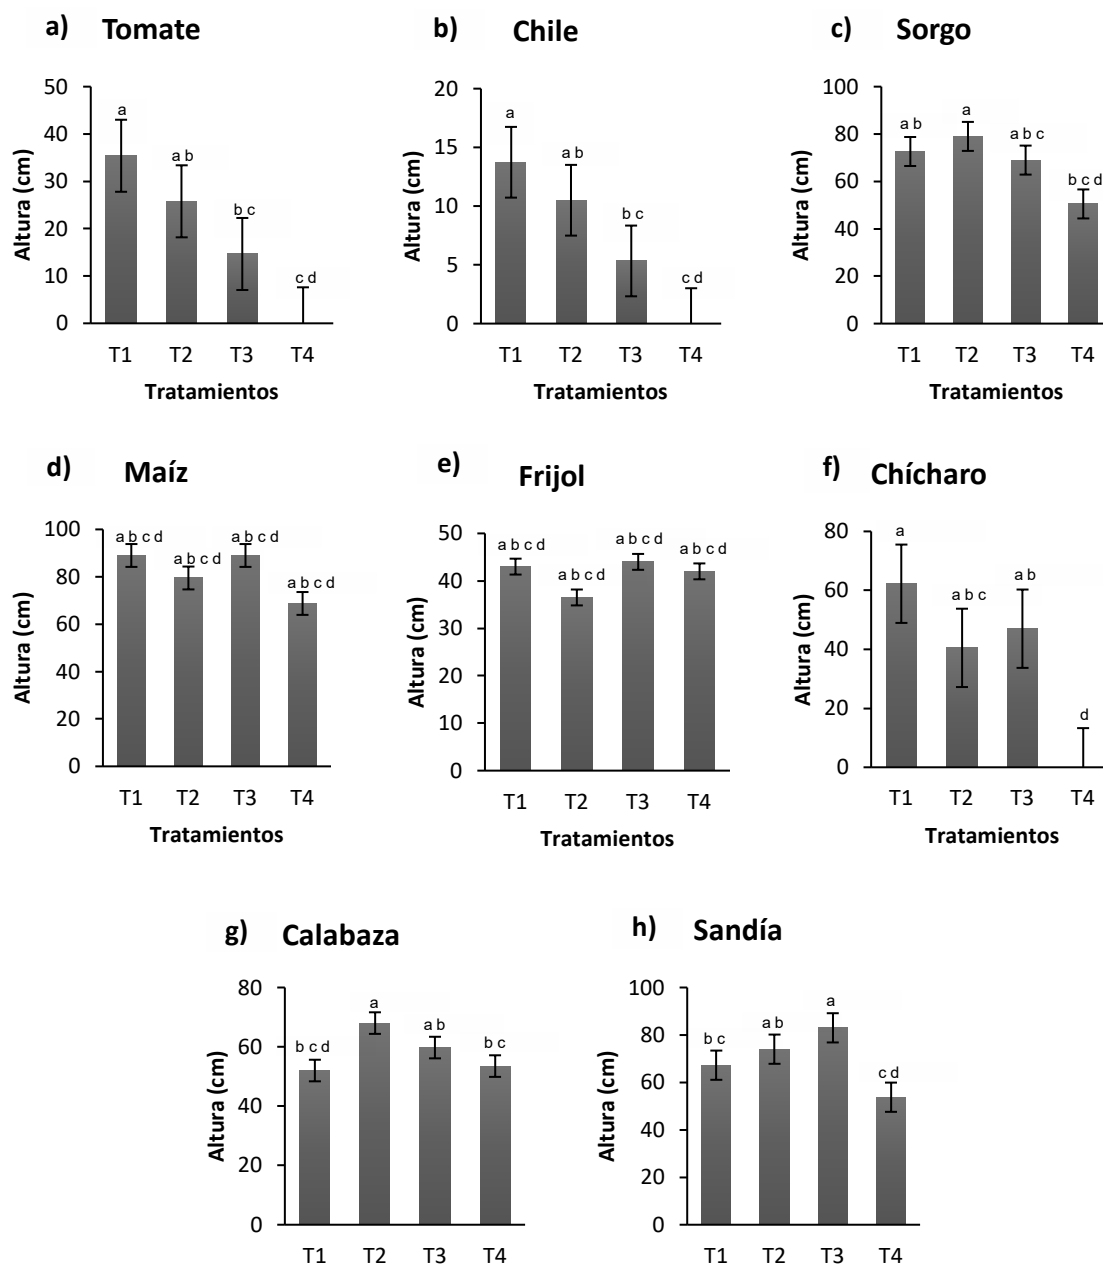 a) Tomate
50
40
30
20
10
0
Altura (cm)
a
a b
b c
c d
T1 T2 T3 T4
Tratamientos
b) Chile
20
15
10
5
0
Altura (cm)
a
a b
b c
c d
T1 T2 T3 T4
Tratamientos
c) Sorgo
100
80
60
40
20
0
Altura (cm)
a b
a
a b c
b c d
T1 T2 T3 T4
Tratamientos
d) Maíz
100
80
60
40
20
0
Altura (cm)
a b c d
a b c d
a b c d
a b c d
T1 T2 T3 T4
Tratamientos
e) Frijol
50
40
30
20
10
0
Altura (cm)
a b c d
a b c d
a b c d
a b c d
T1 T2 T3 T4
Tratamientos
f) Chícharo
80
60
40
20
0
Altura (cm)
a
a b c
a b
d
T1 T2 T3 T4
Tratamientos
g) Calabaza
80
60
40
20
0
Altura (cm)
b c d
a
a b
b c
T1 T2 T3 T4
h) Sandía
100
80
60
40
20
0
Altura (cm)
b c
a b
a
c d
T1 T2 T3 T4